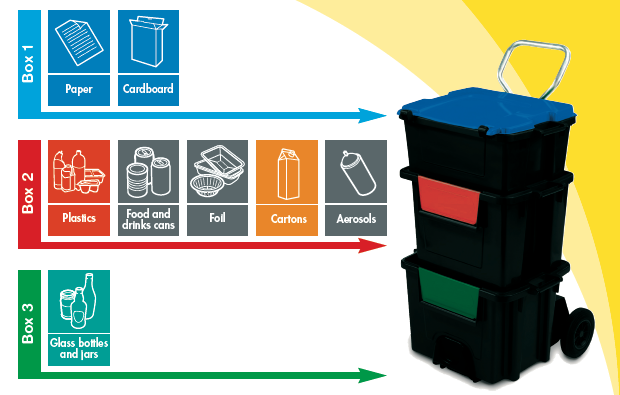 Box 1
Paper
Cardboard
Box 2
Plastics
Food and
drinks cans
Foil
Cartons
Aerosols
Box 3
Glass bottles
and jars